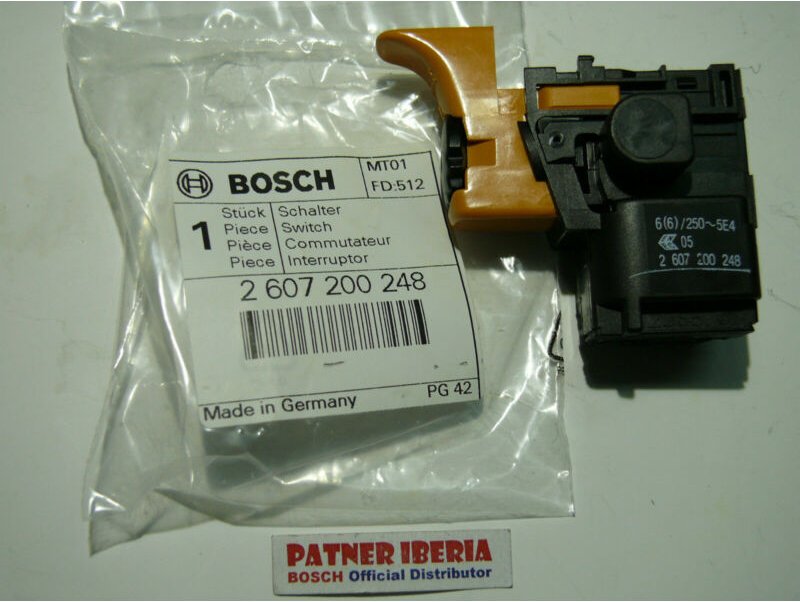 BOSCH
MT01
FD:512
1
Stück Schalter
Piece Switch
Pièce Commutateur
Piece Interruptor
2 607 200 248
Made in Germany
PG 42
6(6)/250~5E4
05
2 607 200 248
PATNER IBERIA
BOSCH Official Distributor